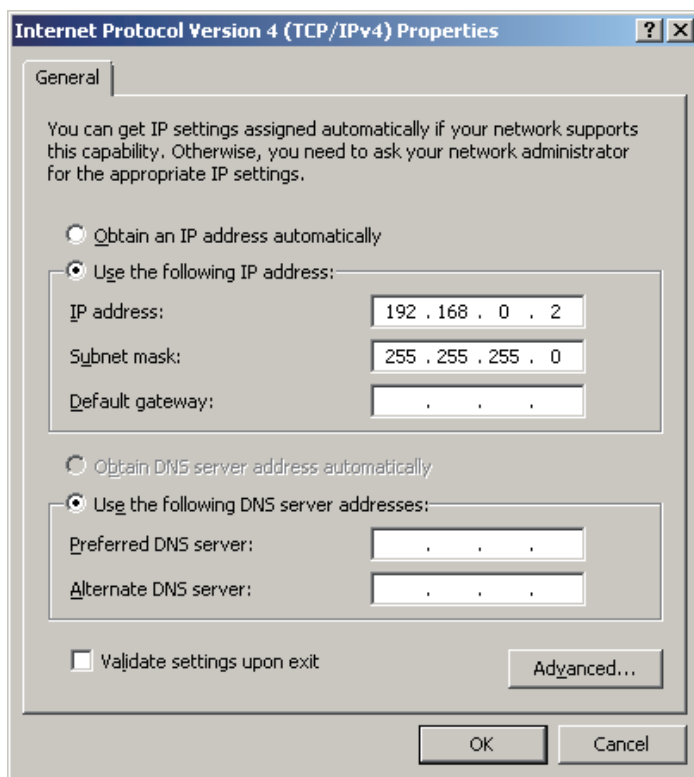 Internet Protocol Version 4 (TCP/IPv4) Properties
General
You can get IP settings assigned automatically if your network supports
this capability. Otherwise, you need to ask your network administrator
for the appropriate IP settings.
Obtain an IP address automatically
Use the following IP address:
IP address: 192 . 168 . 0 . 2
Subnet mask: 255 . 255 . 255 . 0
Default gateway: . . .
Obtain DNS server address automatically
Use the following DNS server addresses:
Preferred DNS server: . . .
Alternate DNS server: . . .
Validate settings upon exit
Advanced...
OK Cancel